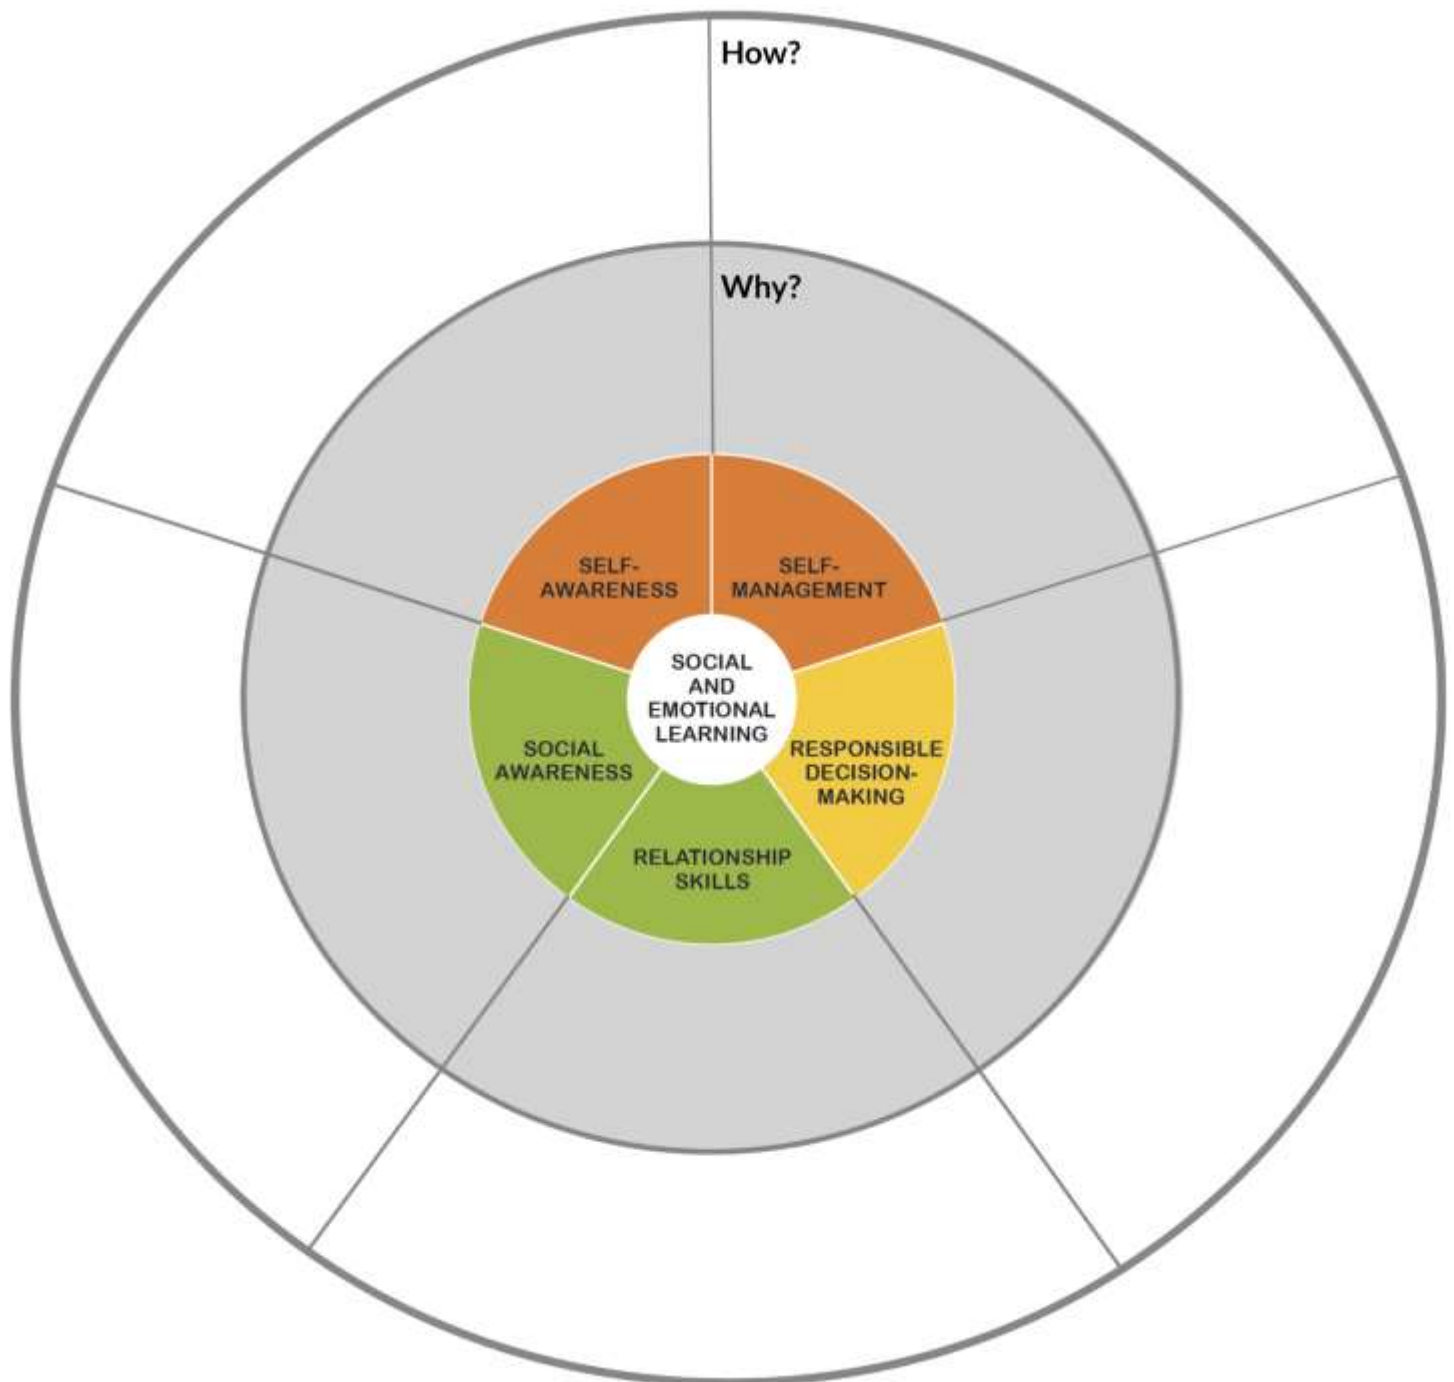 How?
Why?
SELF-
AWARENESS
SELF-
MANAGEMENT
SOCIAL
AND
EMOTIONAL
LEARNING
SOCIAL
AWARENESS
RESPONSIBLE
DECISION-
MAKING
RELATIONSHIP
SKILLS